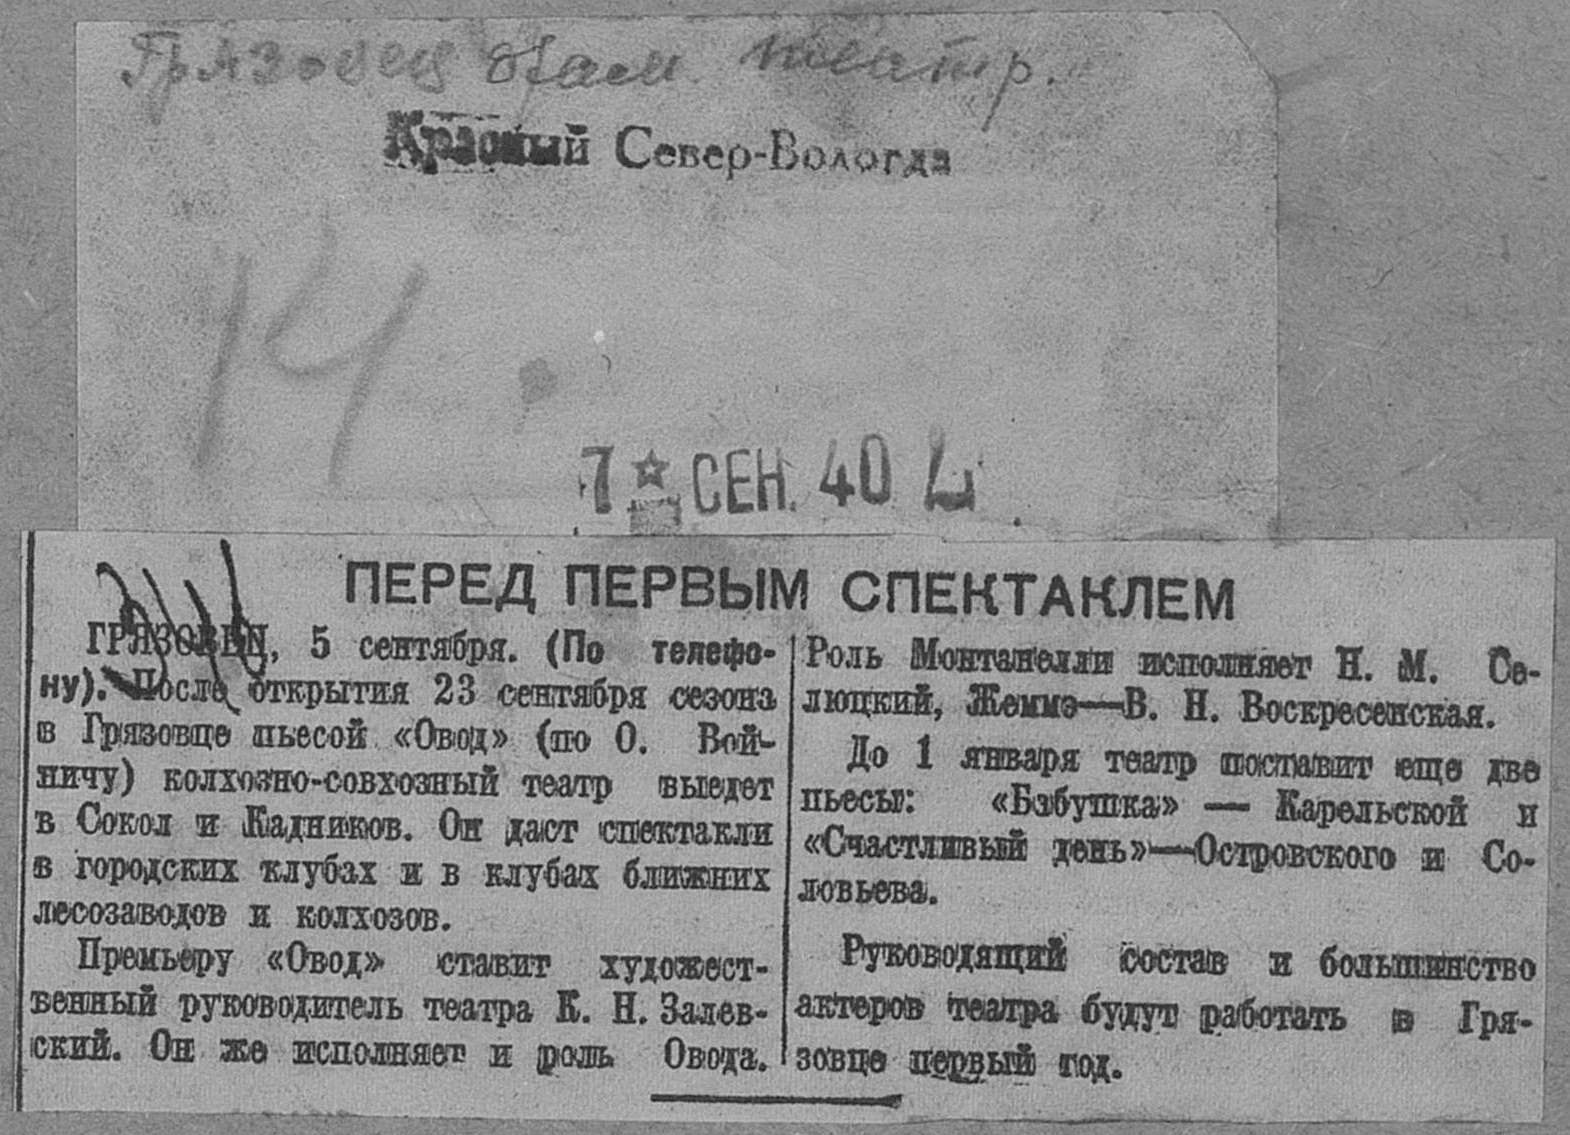 Грязовец драм театр.
Красный Север-Вологда
14
7 СЕН. 40
ПЕРЕД ПЕРВЫМ СПЕКТАКЛЕМ
ГРЯЗОВЕЦ, 5 сентября. (По телефо-
ну). После открытия 23 сентября сезона
в Грязовце пьесой «Овод» (по О. Вой-
ничу) колхозно-совхозный театр выедет
в Сокол и Кадников. Он даст спектакли
в городских клубах и в клубах ближних
лесозаводов и колхозов.
Премьеру «Овод» ставит художест-
венный руководитель театра К. Н. Залев-
ский. Он же исполняет и роль Овода.
Роль Монтанелли исполняет Н. М. Се-
люцкий, Жеммэ—В. Н. Воскресенская.
До 1 января театр поставит еще две
пьесы: «Бабушка» — Карельской и
«Счастливый день»—Островского и Со-
ловьева.
Руководящий состав и большинство
актеров театра будут работать в Гря-
зовце первый год.